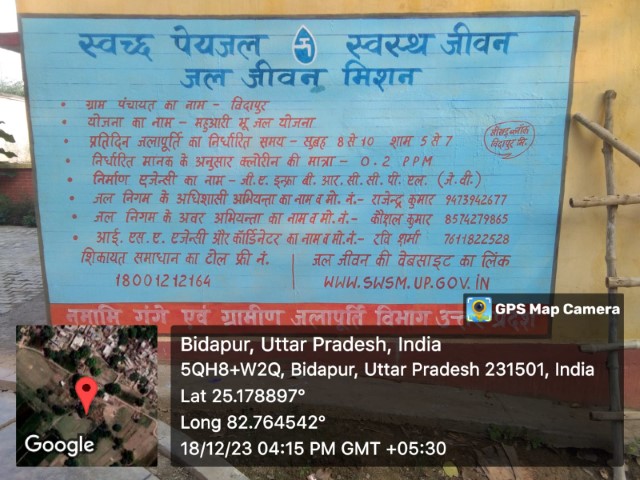 स्वच्छ पेयजल स्वस्थ जीवन
जल जीवन मिशन
• ग्राम पंचायत का नाम - विदापुर
• योजना का नाम - महुआरी भू जल योजना
• प्रतिदिन जलापूर्ति का निर्धारित समय - सुबह 8 से 10 शाम 5 से 7
• निर्धारित मानक के अनुसार क्लोरीन की मात्रा - 0.2 PPM
• निर्माण एजेन्सी का नाम - जी.ए. इन्फ्रा बी. आर. सी. सी. पी. एल. (जे. वी.)
• जल निगम के अधिशासी अभियन्ता का नाम व मो. नं.- राजेन्द्र कुमार 9473942677
• जल निगम के अवर अभियन्ता का नाम व मो. नं.- कौशल कुमार 8574279865
• आई. एस. ए. एजेन्सी और कॉर्डिनेटर का नाम व मो.नं.- रवि शर्मा 7611822528
शिकायत समाधान का टोल फ्री नं.
18001212164
जल जीवन की वेबसाइट का लिंक
WWW.SWSM.UP.GOV.IN
नमामि गंगे एवं ग्रामीण जलापूर्ति विभाग उत्तर प्रदेश
GPS Map Camera
Bidapur, Uttar Pradesh, India
5QH8+W2Q, Bidapur, Uttar Pradesh 231501, India
Lat 25.178897°
Long 82.764542°
18/12/23 04:15 PM GMT +05:30
Google